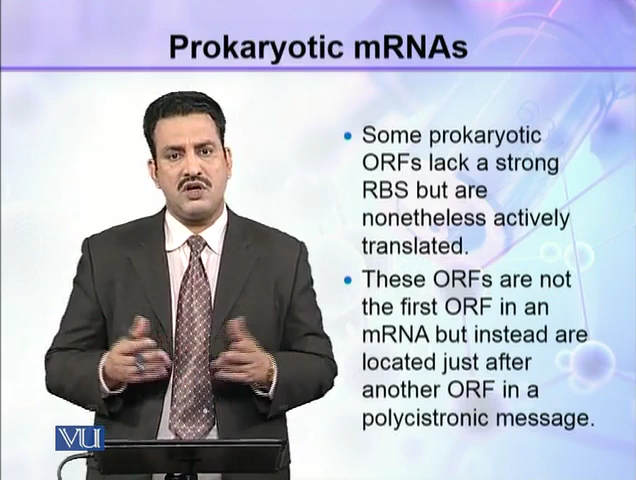 Prokaryotic mRNAs
• Some prokaryotic
ORFs lack a strong
RBS but are
nonetheless actively
translated.
• These ORFs are not
the first ORF in an
mRNA but instead are
located just after
another ORF in a
polycistronic message.
VU